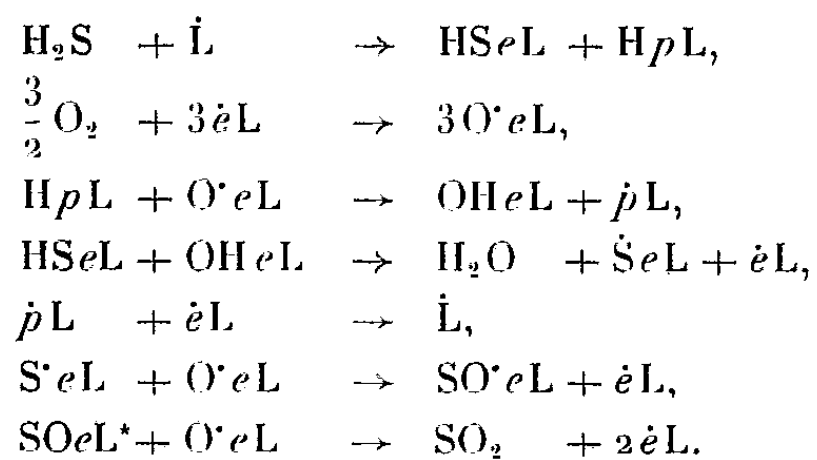 H₂S + L̇ → HSeL + HpL,
3/2 O₂ + 3ėL → 3O˙eL,
HpL + O˙eL → OHeL + ṗL,
HSeL + OHeL → H₂O + ṠeL + ėL,
ṗL + ėL → L̇,
S˙eL + O˙eL → SO˙eL + ėL,
SOeL* + O˙eL → SO₂ + 2ėL.